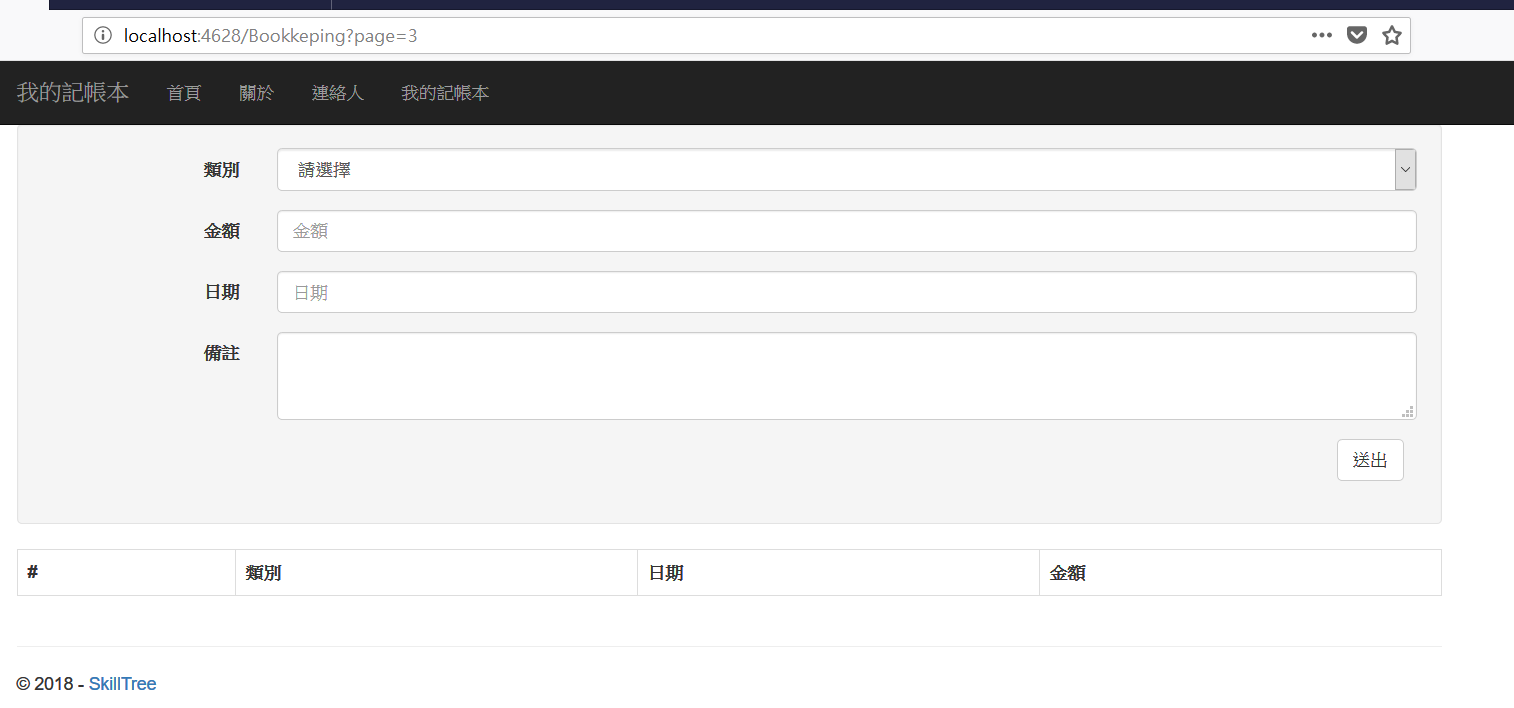 localhost:4628/Bookkeping?page=3
我的記帳本 首頁 關於 連絡人 我的記帳本
類別 請選擇
金額 金額
日期 日期
備註
送出
# 類別 日期 金額
© 2018 - SkillTree